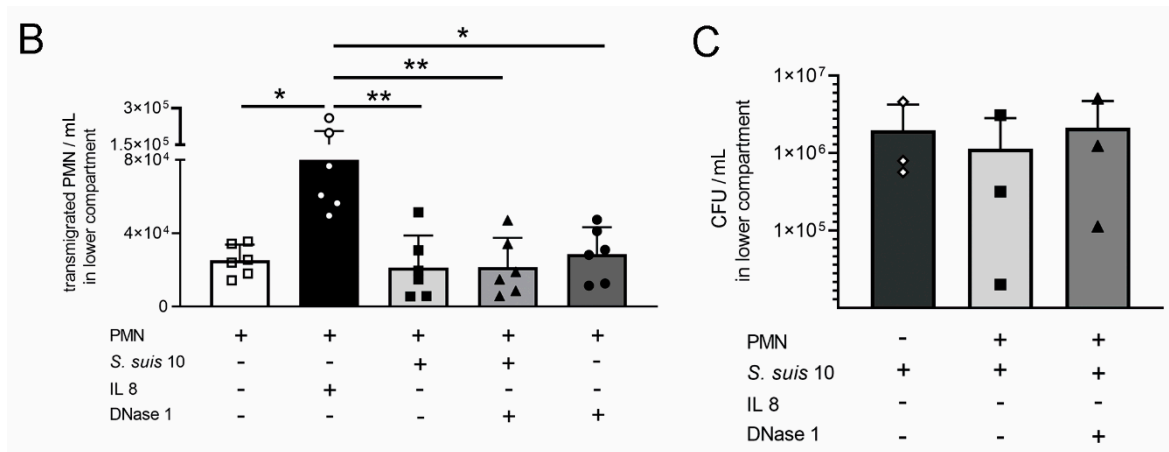 B
*
**
* **
3×10⁵
1.5×10⁵
8×10⁴
4×10⁴
0
transmigrated PMN / mL
in lower compartment
PMN + + + + +
S. suis 10 - - + + -
IL 8 - + - - -
DNase 1 - - - + +
C
1×10⁷
1×10⁶
1×10⁵
CFU / mL
in lower compartment
PMN - + +
S. suis 10 + + +
IL 8 - - -
DNase 1 - - +